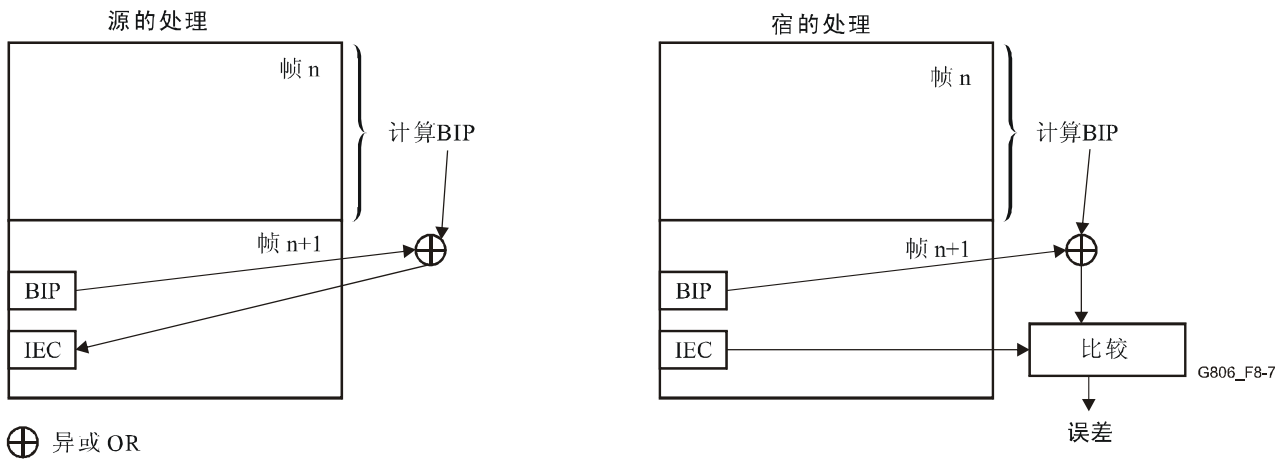 源的处理
帧 n
计算BIP
帧 n+1
BIP
IEC
异或 OR
宿的处理
帧 n
计算BIP
帧 n+1
BIP
IEC
比较
G806_F8-7
误差